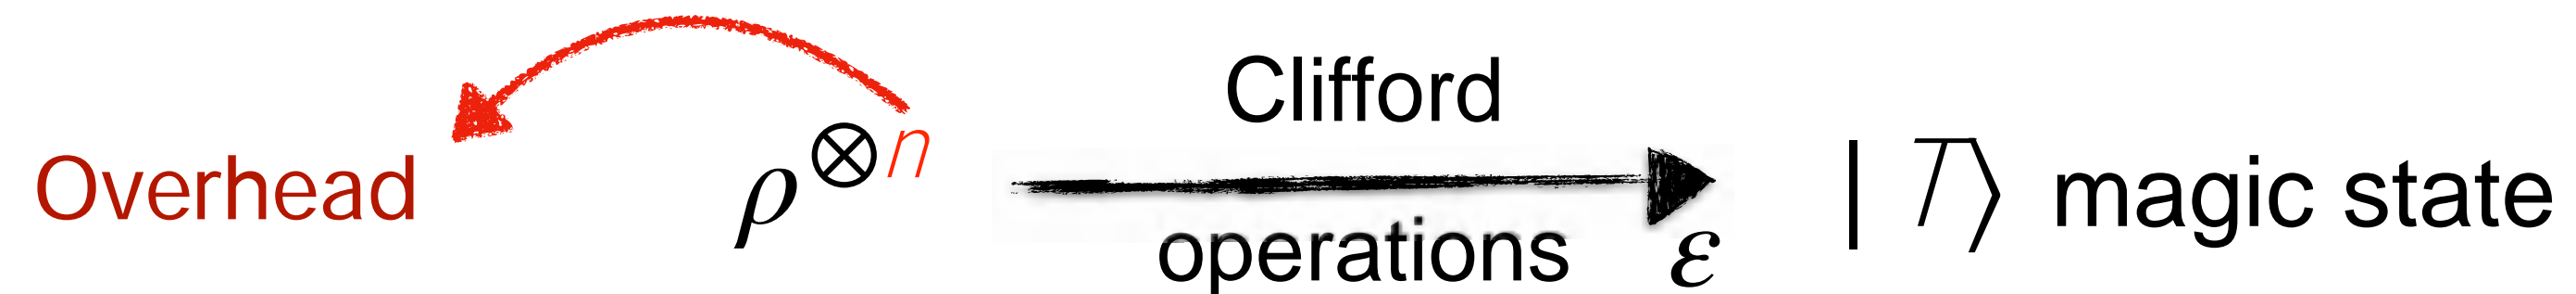 Overhead
ρ⊗n
Clifford
operations
ε
| T⟩ magic state